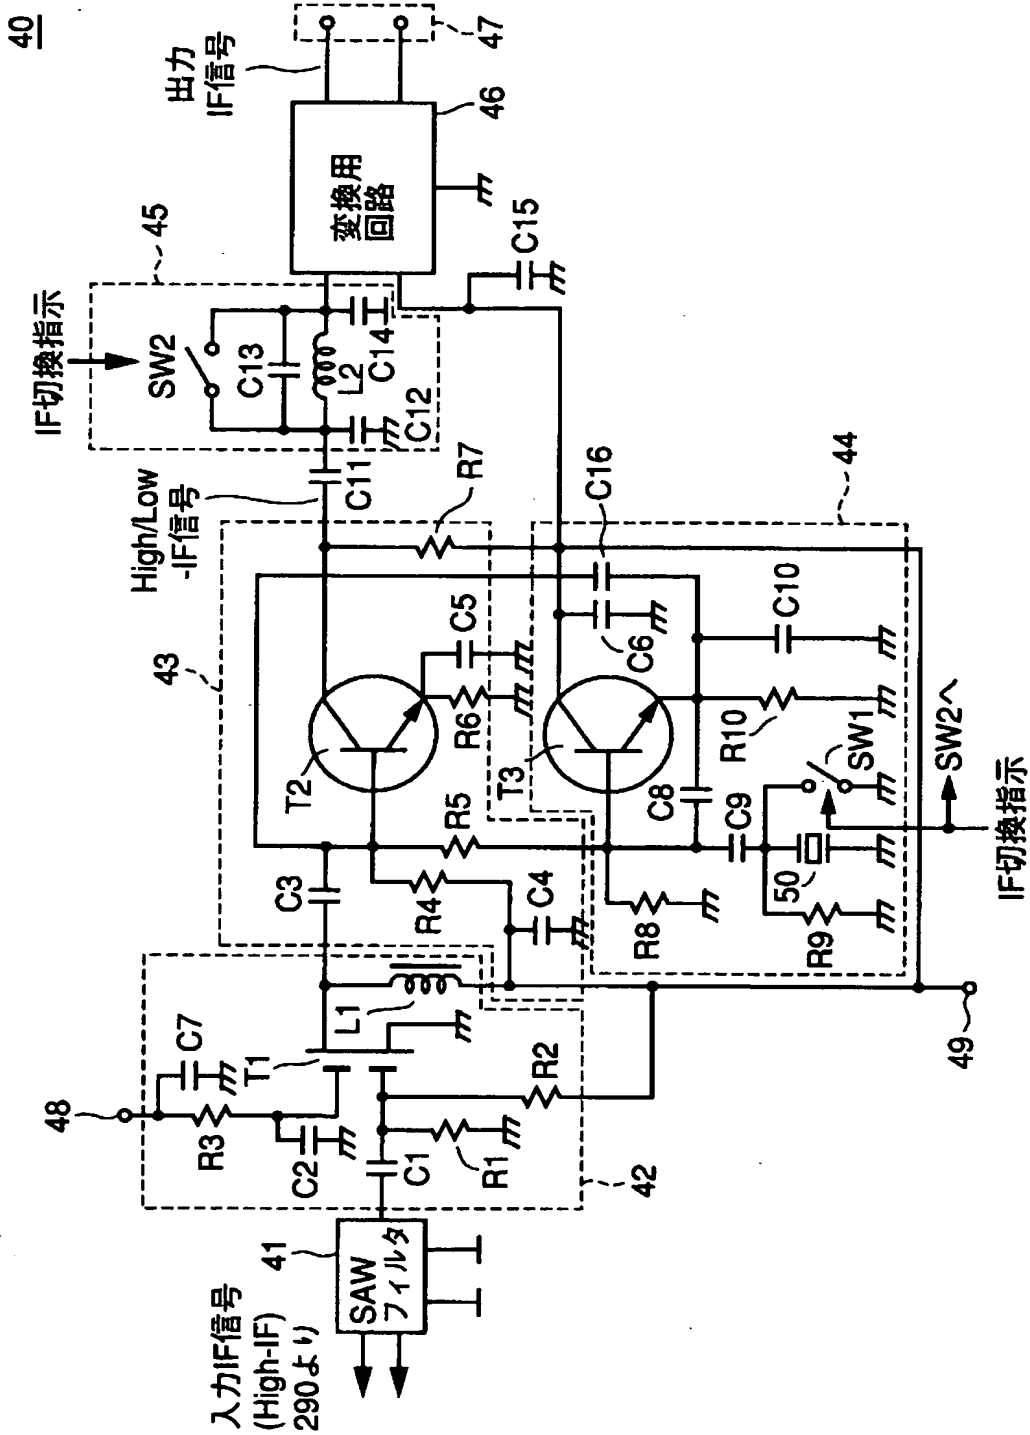 40
入力IF信号
(High-IF)
290より
41
SAW
フィルタ
42
48
C7
R3
C2
C1
R1
R2
T1
L1
43
C3
R4
C4
R5
T2
R6
C5
R7
High/Low
-IF信号
C11
IF切換指示
45
SW2
C13
L2
C12
C14
変換用
回路
46
C15
出力
IF信号
47
44
T3
C6
C16
C8
C9
C10
R8
R9
R10
50
SW1
SW2へ
IF切換指示
49